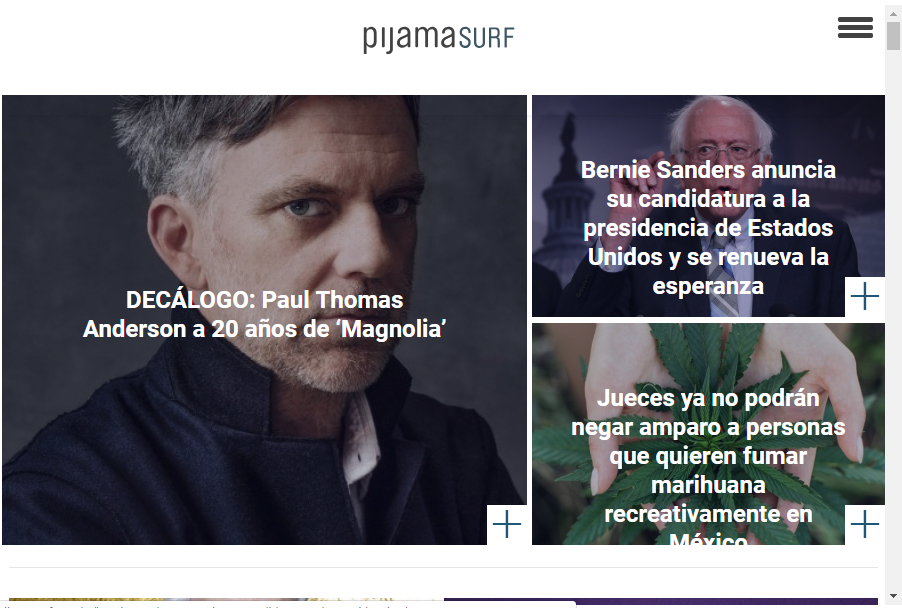 pijamasurf
DECÁLOGO: Paul Thomas
Anderson a 20 años de ‘Magnolia’
Bernie Sanders anuncia
su candidatura a la
presidencia de Estados
Unidos y se renueva la
esperanza
Jueces ya no podrán
negar amparo a personas
que quieren fumar
marihuana
recreativamente en
México